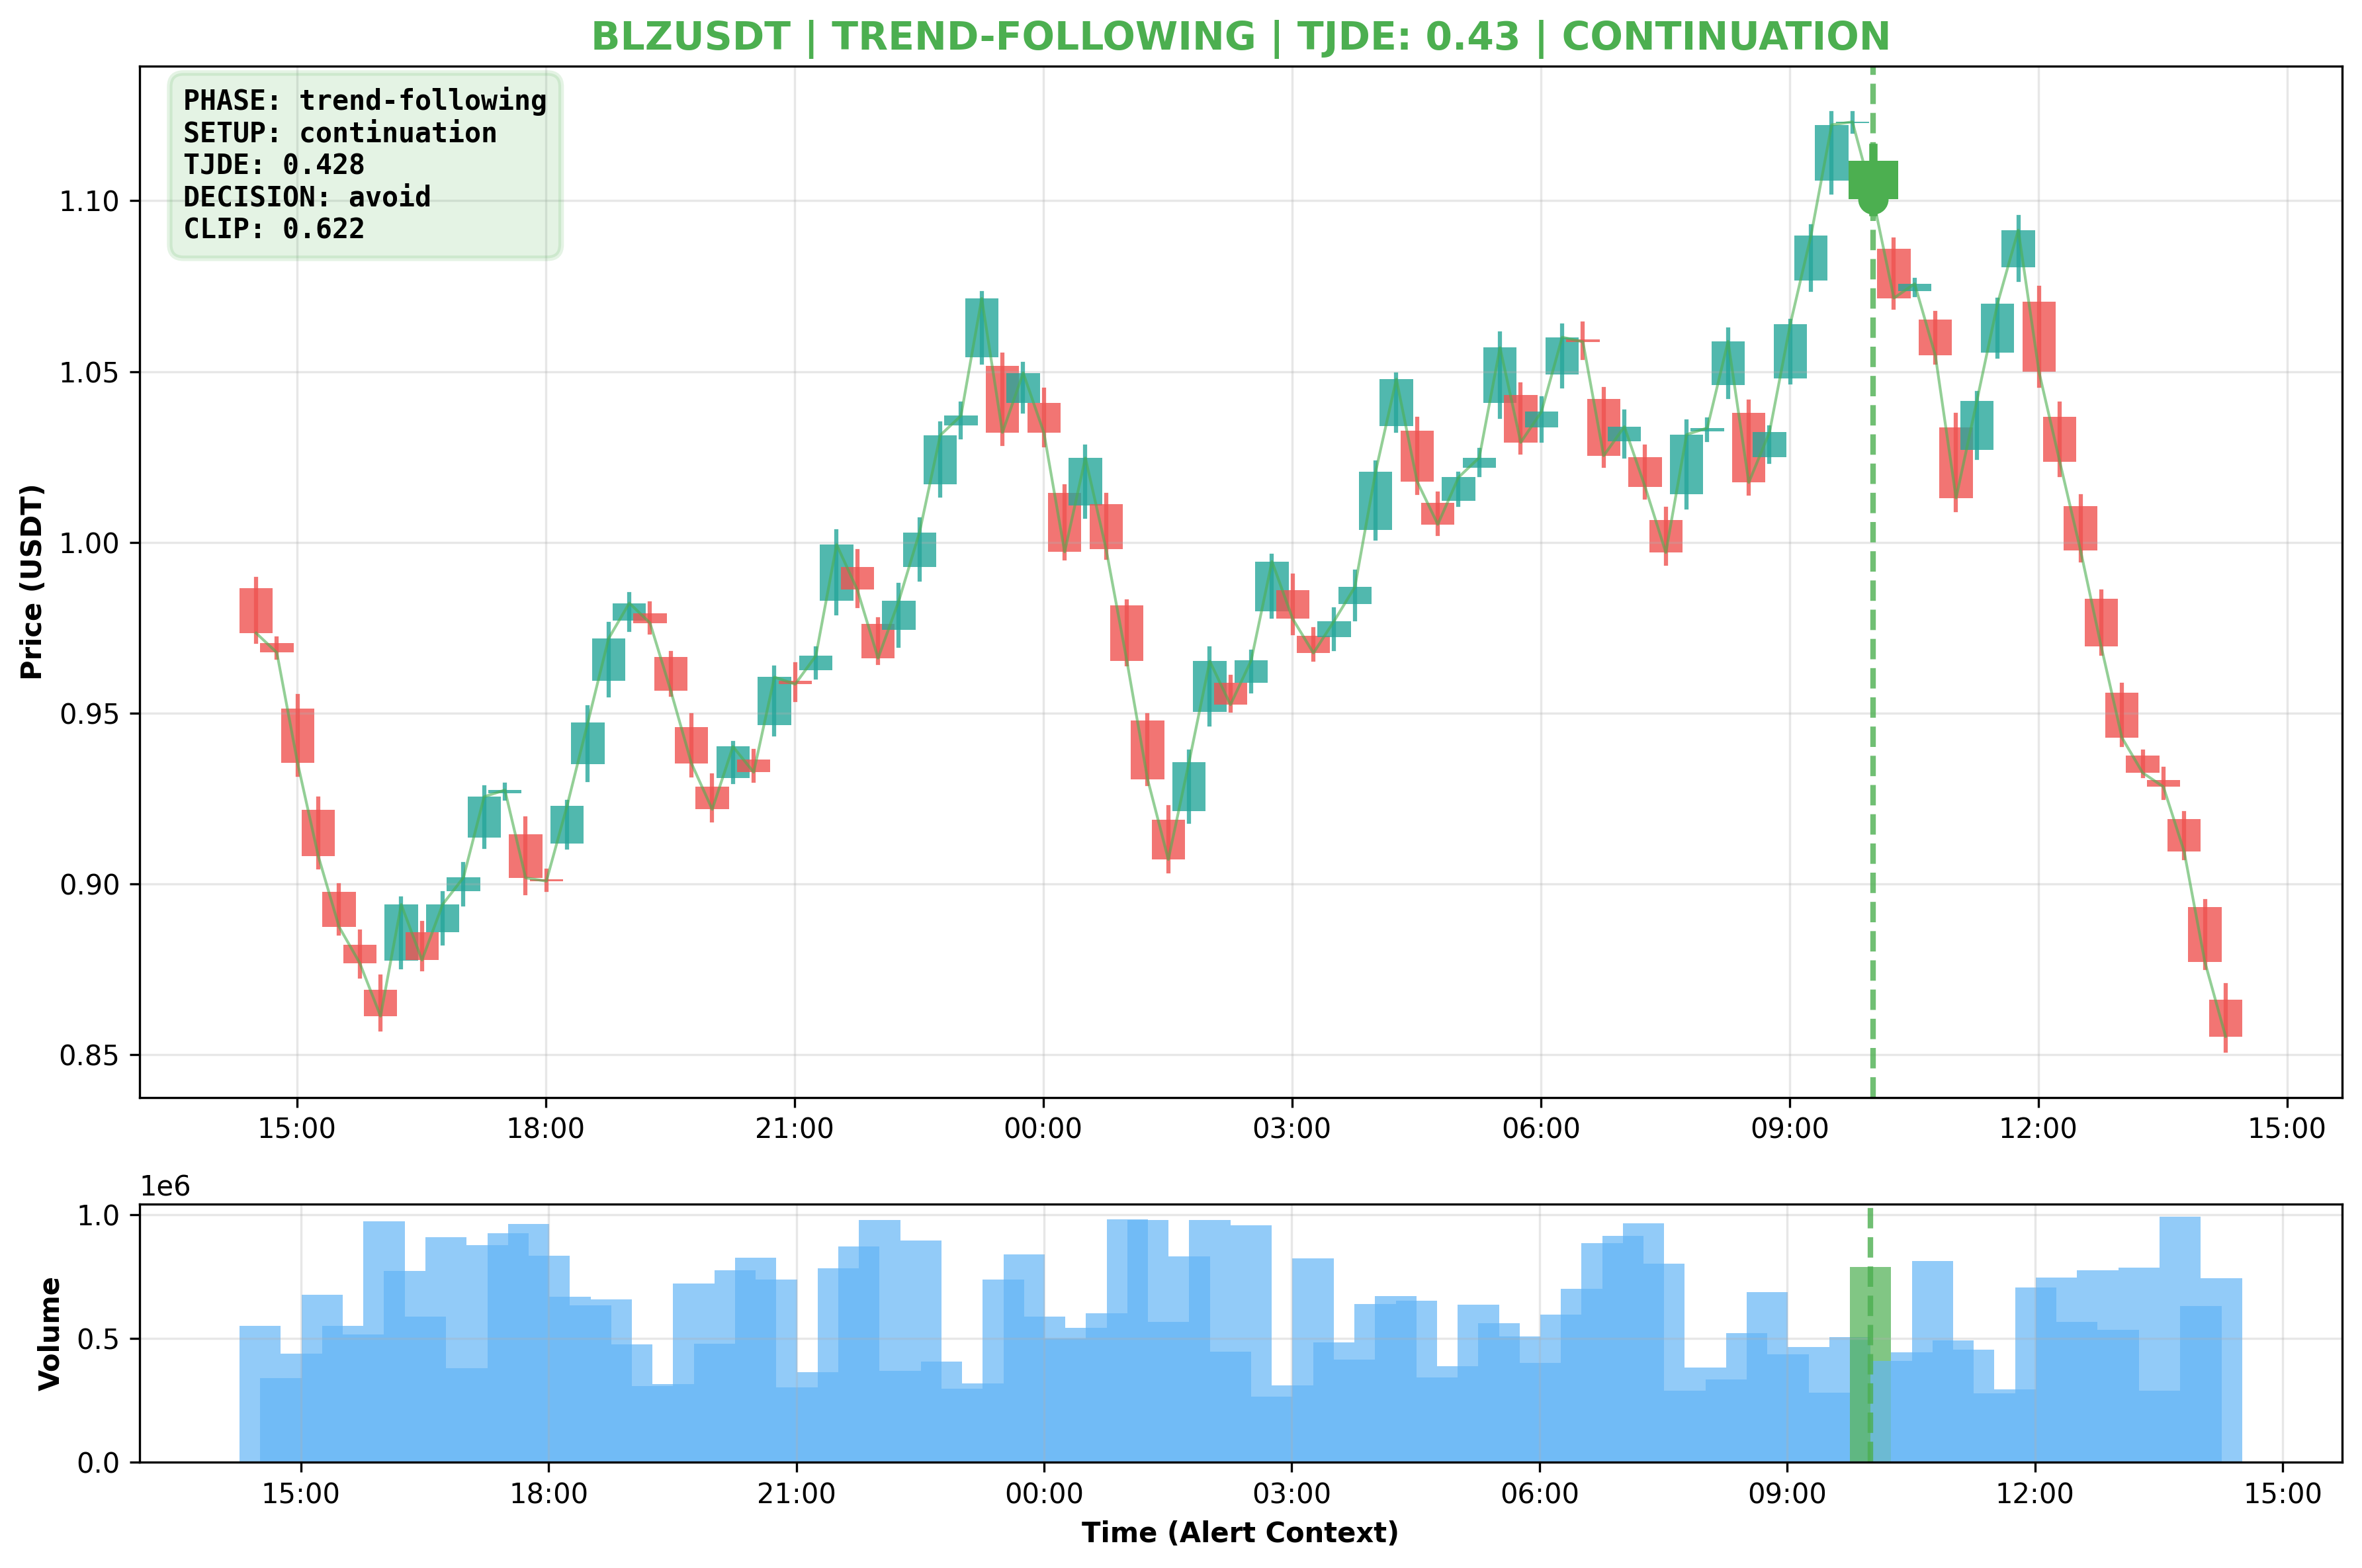 BLZUSDT | TREND-FOLLOWING | TJDE: 0.43 | CONTINUATION
PHASE: trend-following
SETUP: continuation
TJDE: 0.428
DECISION: avoid
CLIP: 0.622
Price (USDT)
1.10
1.05
1.00
0.95
0.90
0.85
15:00 18:00 21:00 00:00 03:00 06:00 09:00 12:00 15:00
1e6
Volume
1.0
0.5
0.0
15:00 18:00 21:00 00:00 03:00 06:00 09:00 12:00 15:00
Time (Alert Context)